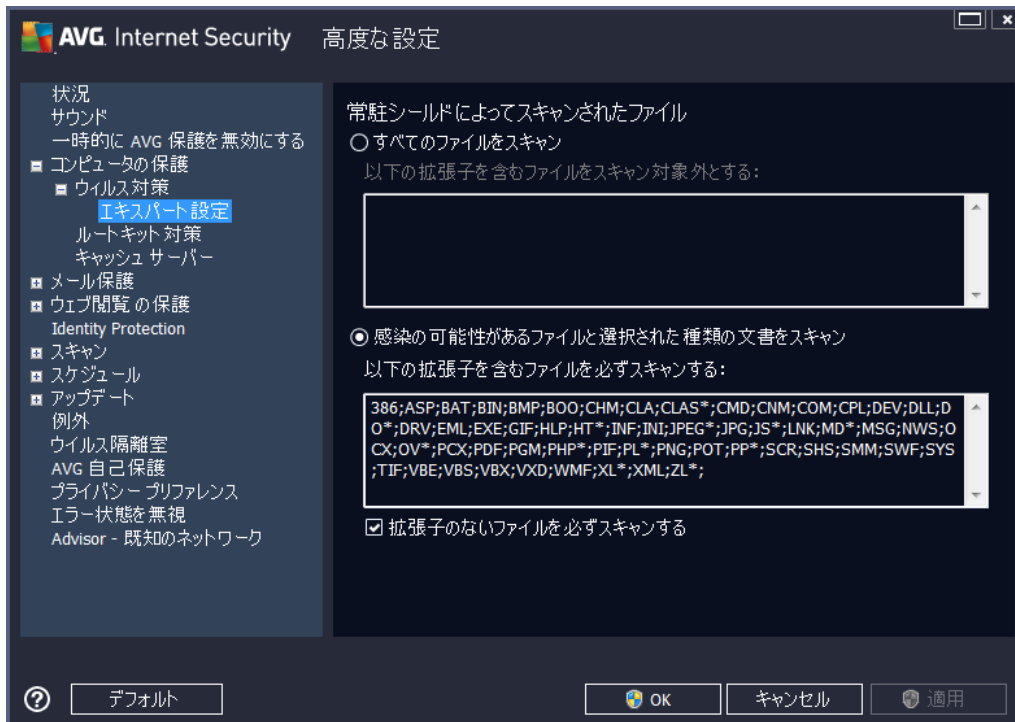 AVG. Internet Security 高度な設定
状況
サウンド
一時的に AVG 保護を無効にする
コンピュータの保護
ウィルス対策
エキスパート設定
ルートキット対策
キャッシュ サーバー
メール保護
ウェブ閲覧 の保護
Identity Protection
スキャン
スケジュール
アップデート
例外
ウイルス隔離室
AVG 自己保護
プライバシー プリファレンス
エラー状態を無視
Advisor - 既知のネットワーク
常駐シールドによってスキャンされたファイル
すべてのファイルをスキャン
以下の拡張子を含むファイルをスキャン対象外とする:
感染の可能性があるファイルと選択された種類の文書をスキャン
以下の拡張子を含むファイルを必ずスキャンする:
386;ASP;BAT;BIN;BMP;BOO;CHM;CLA;CLAS*;CMD;CNM;COM;CPL;DEV;DLL;D
O*;DRV;EML;EXE;GIF;HLP;HT*;INF;INI;JPEG*;JPG;JS*;LNK;MD*;MSG;NWS;O
CX;OV*;PCX;PDF;PGM;PHP*;PIF;PL*;PNG;POT;PP*;SCR;SHS;SMM;SWF;SYS
;TIF;VBE;VBS;VBX;VXD;WMF;XL*;XML;ZL*;
拡張子のないファイルを必ずスキャンする
? デフォルト OK キャンセル 適用